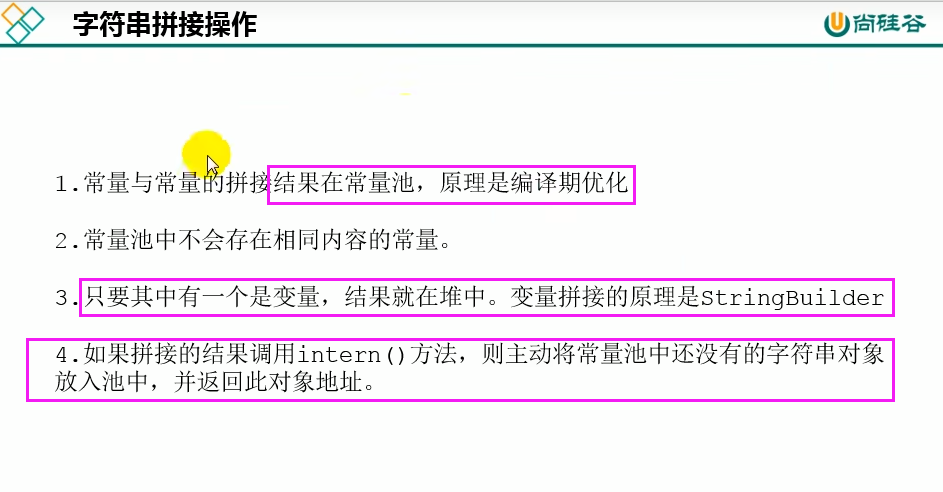 字符串拼接操作
尚硅谷
1.常量与常量的拼接结果在常量池，原理是编译期优化
2.常量池中不会存在相同内容的常量。
3.只要其中有一个是变量，结果就在堆中。变量拼接的原理是StringBuilder
4.如果拼接的结果调用intern()方法，则主动将常量池中还没有的字符串对象
放入池中，并返回此对象地址。